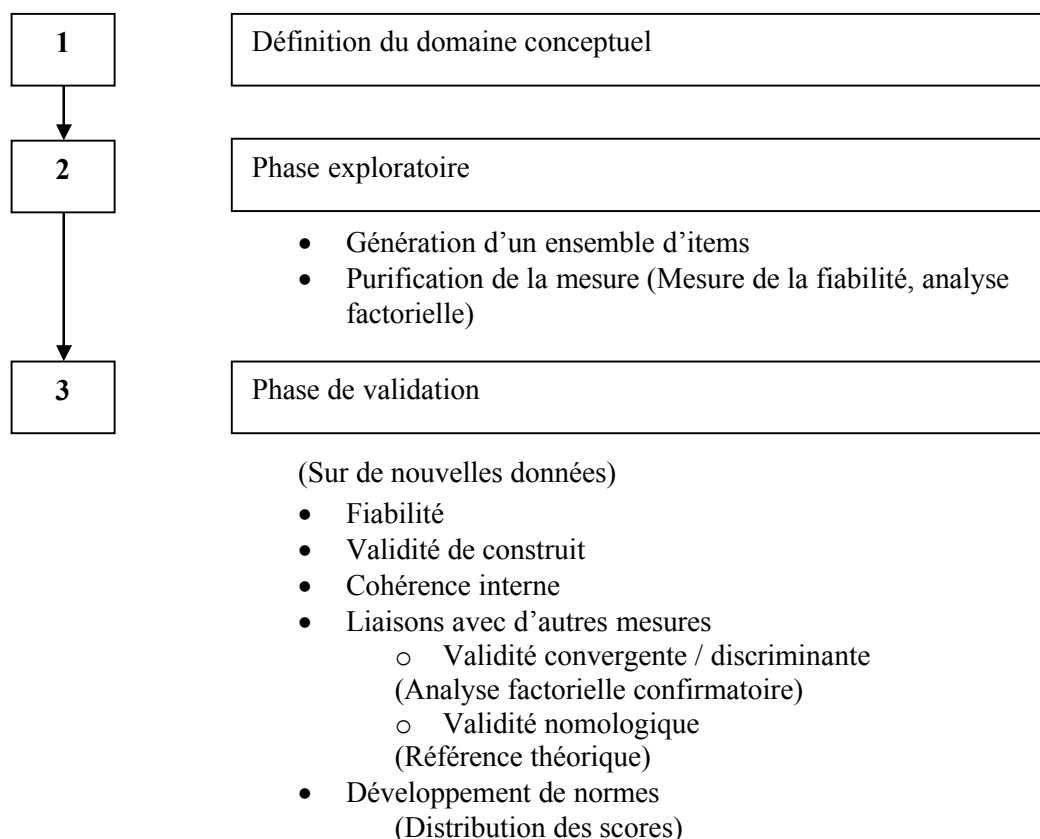 1
Définition du domaine conceptuel
2
Phase exploratoire
• Génération d’un ensemble d’items
• Purification de la mesure (Mesure de la fiabilité, analyse
factorielle)
3
Phase de validation
(Sur de nouvelles données)
• Fiabilité
• Validité de construit
• Cohérence interne
• Liaisons avec d’autres mesures
o Validité convergente / discriminante
(Analyse factorielle confirmatoire)
o Validité nomologique
(Référence théorique)
• Développement de normes
(Distribution des scores)